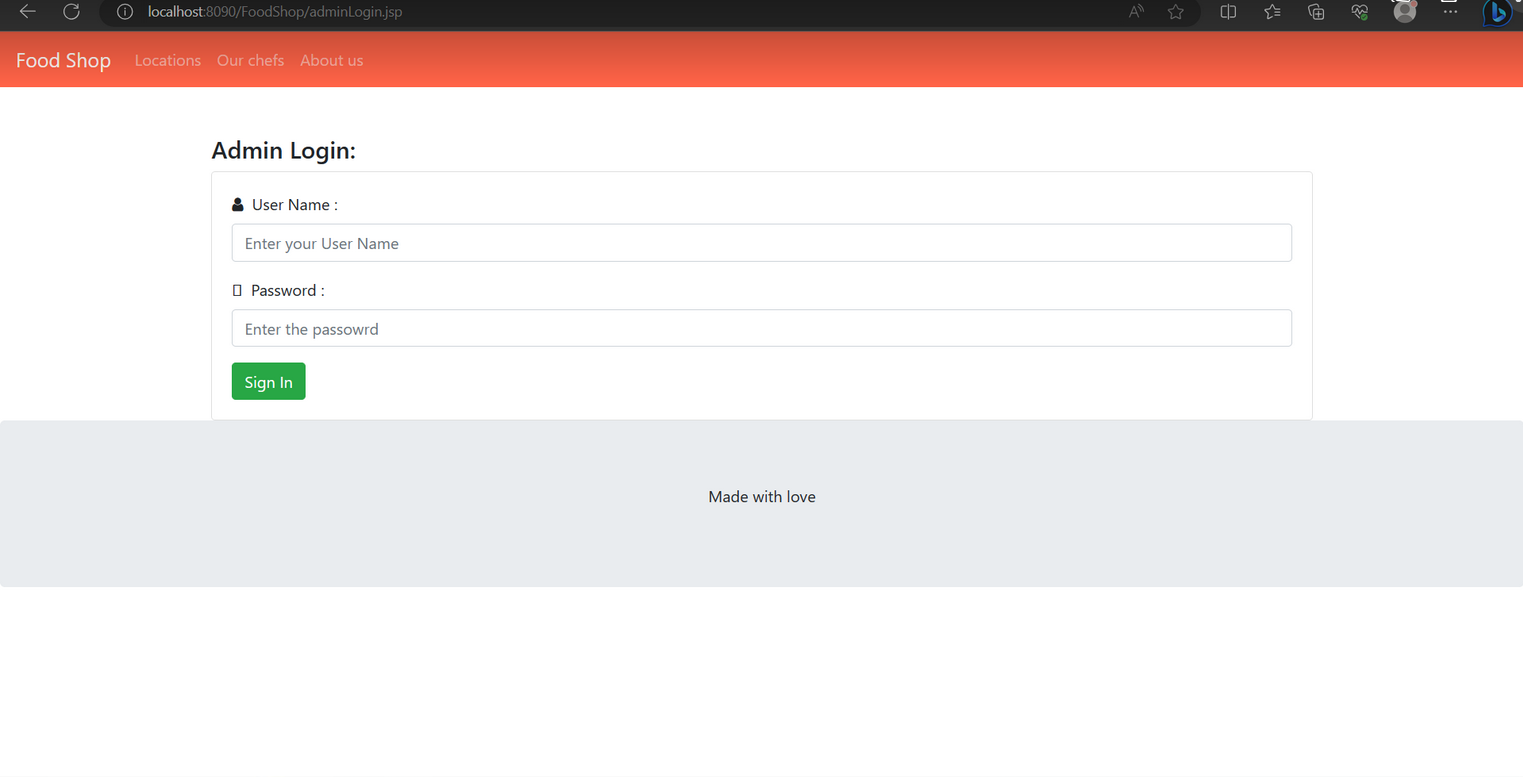 localhost:8090/FoodShop/adminLogin.jsp
Food Shop Locations Our chefs About us
Admin Login:
User Name :
Enter your User Name
Password :
Enter the passowrd
Sign In
Made with love